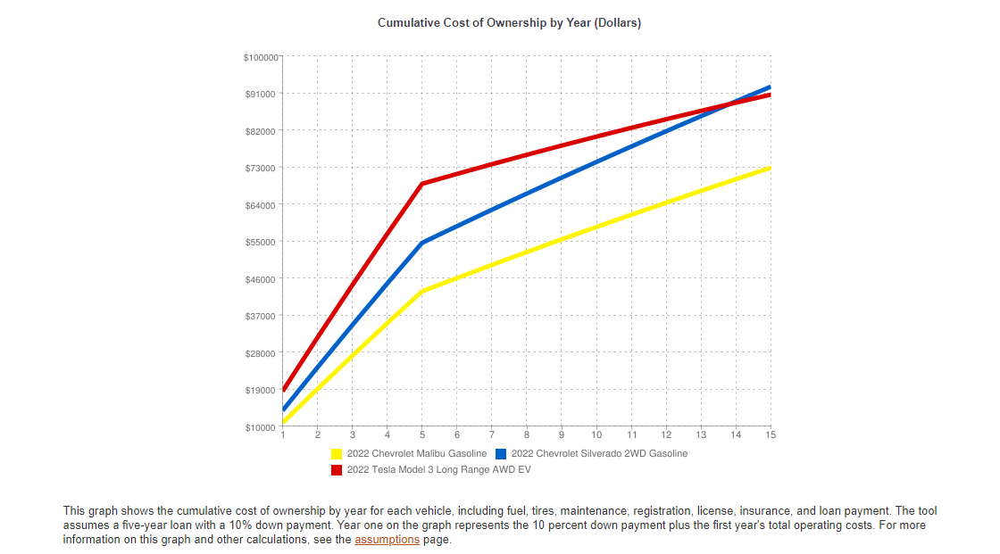 Cumulative Cost of Ownership by Year (Dollars)
$100000
$91000
$82000
$73000
$64000
$55000
$46000
$37000
$28000
$19000
$10000
1 2 3 4 5 6 7 8 9 10 11 12 13 14 15
2022 Chevrolet Malibu Gasoline 2022 Chevrolet Silverado 2WD Gasoline
2022 Tesla Model 3 Long Range AWD EV
This graph shows the cumulative cost of ownership by year for each vehicle, including fuel, tires, maintenance, registration, license, insurance, and loan payment. The tool
assumes a five-year loan with a 10% down payment. Year one on the graph represents the 10 percent down payment plus the first year's total operating costs. For more
information on this graph and other calculations, see the assumptions page.